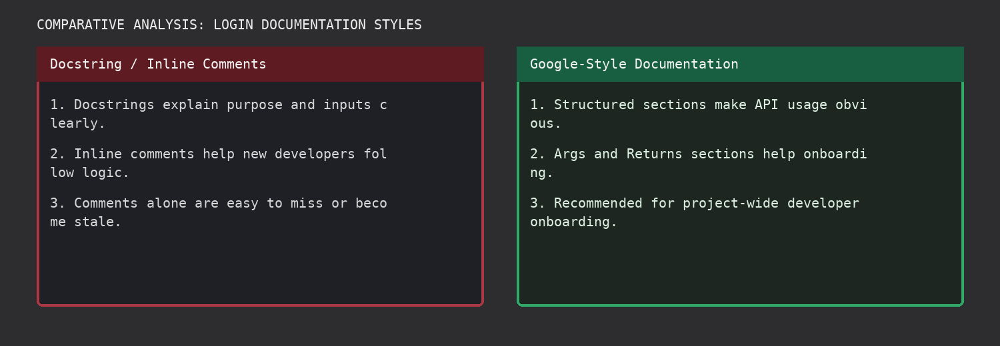 COMPARATIVE ANALYSIS: LOGIN DOCUMENTATION STYLES
Docstring / Inline Comments
1. Docstrings explain purpose and inputs c
learly.
2. Inline comments help new developers fol
low logic.
3. Comments alone are easy to miss or beco
me stale.
Google-Style Documentation
1. Structured sections make API usage obvi
ous.
2. Args and Returns sections help onboardi
ng.
3. Recommended for project-wide developer
onboarding.